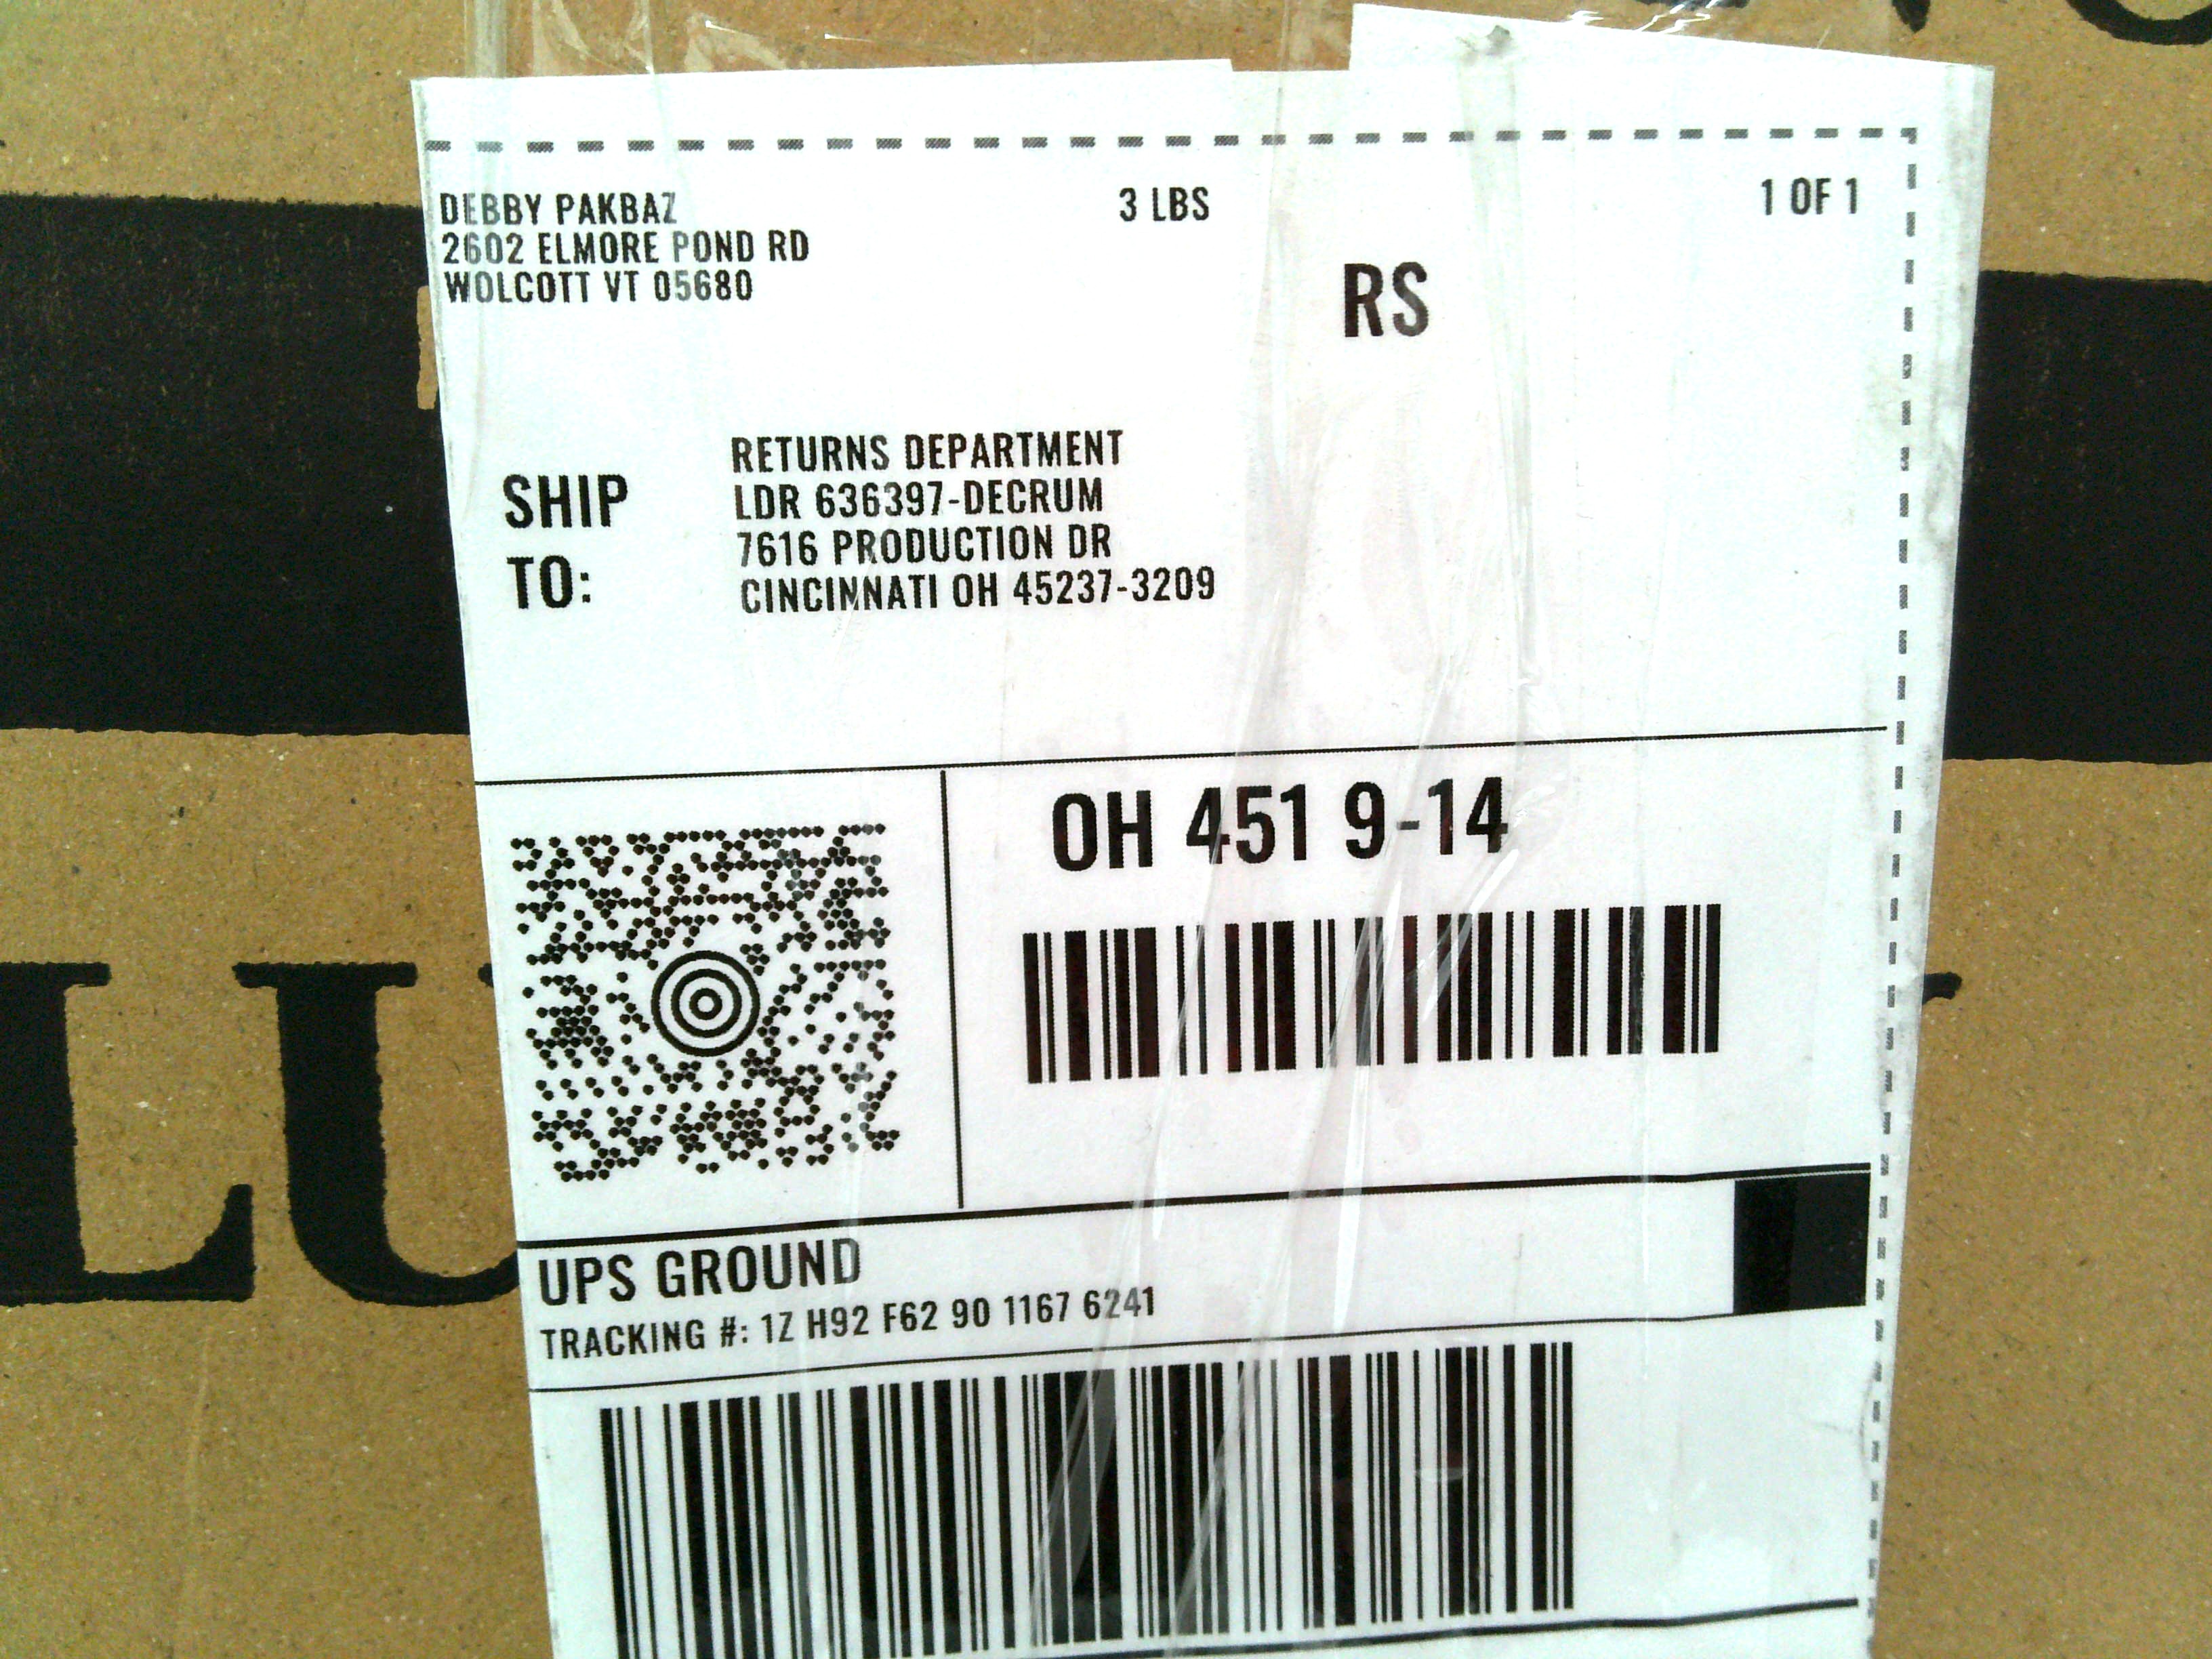 DEBBY PAKBAZ
2602 ELMORE POND RD
WOLCOTT VT 05680
3 LBS
1 OF 1
RS
SHIP
TO:
RETURNS DEPARTMENT
LDR 636397-DECRUM
7616 PRODUCTION DR
CINCINNATI OH 45237-3209
OH 451 9-14
UPS GROUND
TRACKING #: 1Z H92 F62 90 1167 6241
LU